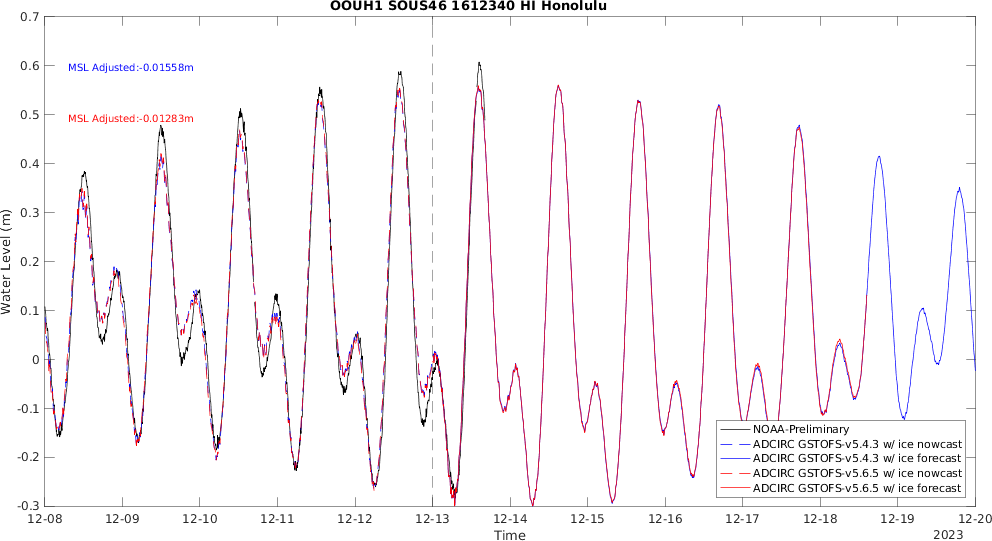 OOUH1 SOUS46 1612340 HI Honolulu
0.7
0.6
0.5
0.4
0.3
0.2
0.1
0
-0.1
-0.2
-0.3
Water Level (m)
MSL Adjusted:-0.01558m
MSL Adjusted:-0.01283m
NOAA-Preliminary
ADCIRC GSTOFS-v5.4.3 w/ ice nowcast
ADCIRC GSTOFS-v5.4.3 w/ ice forecast
ADCIRC GSTOFS-v5.6.5 w/ ice nowcast
ADCIRC GSTOFS-v5.6.5 w/ ice forecast
12-08 12-09 12-10 12-11 12-12 12-13 12-14 12-15 12-16 12-17 12-18 12-19 12-20
Time
2023